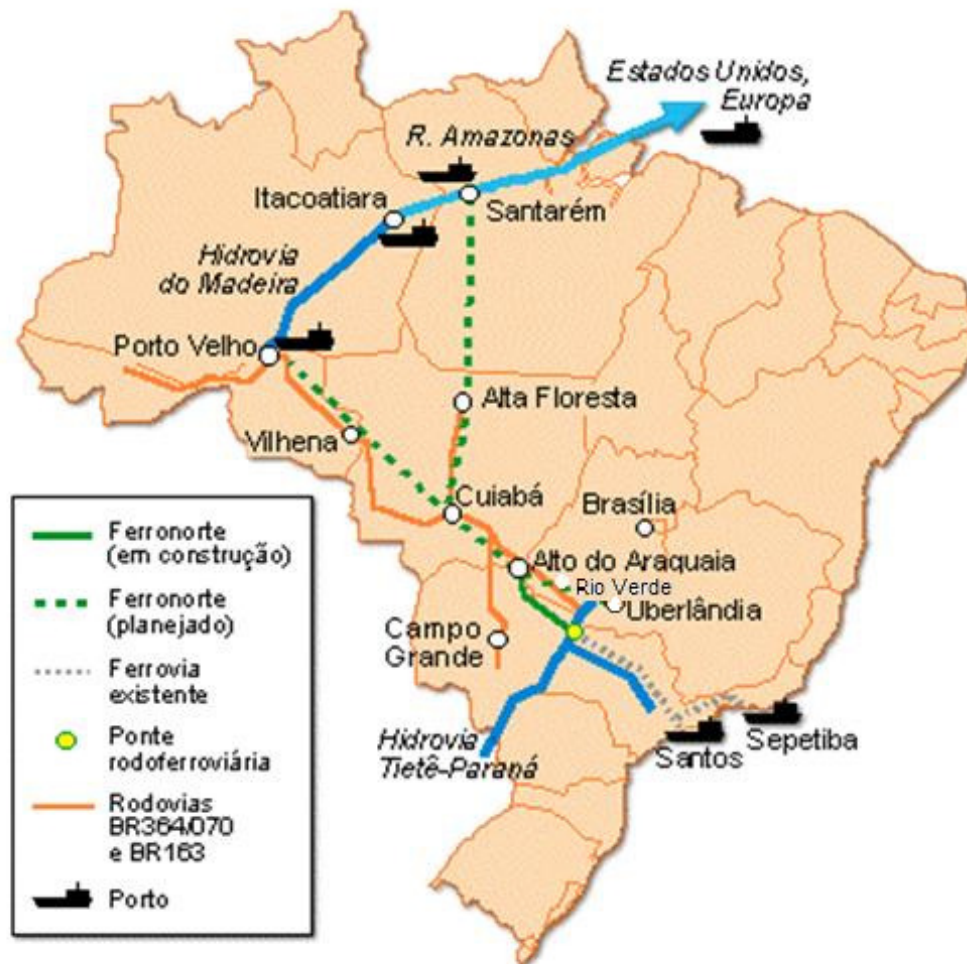 Estados Unidos,
Europa
R. Amazonas
Itacoatiara
Santarém
Hidrovia
do Madeira
Porto Velho
Alta Floresta
Vilhena
Cuiabá
Brasília
Alto do Araquaia
Rio Verde
Uberlândia
Campo
Grande
Hidrovia
Tietê-Paraná
Santos
Sepetiba
Ferronorte
(em construção)
Ferronorte
(planejado)
Ferrovia
existente
Ponte
rodoferroviária
Rodovias
BR364/070
e BR163
Porto